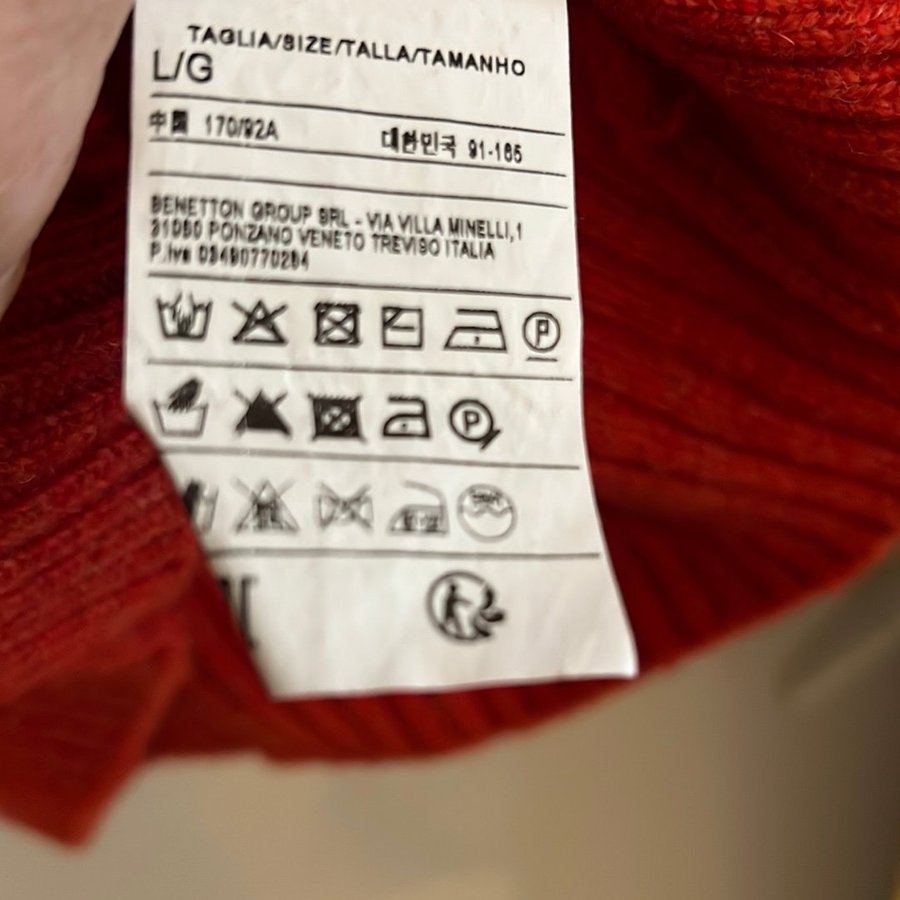 TAGLIA/SIZE/TALLA/TAMANHO
L/G
中國 170/92A 대한민국 91-165
BENETTON GROUP SRL - VIA VILLA MINELLI,1
31050 PONZANO VENETO TREVISO ITALIA
P.Iva 03490770264
P
P